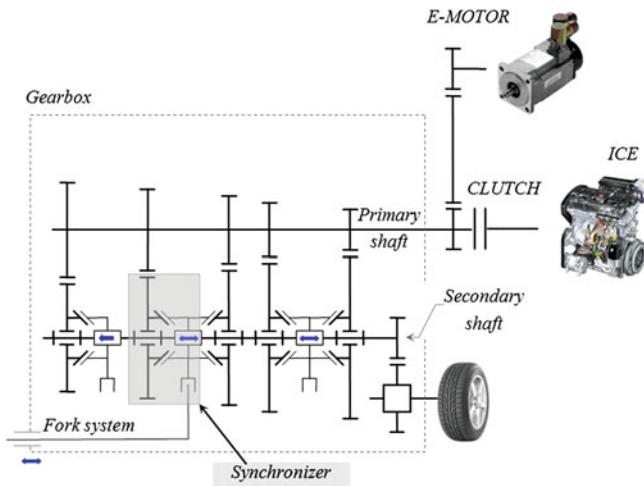 E-MOTOR
Gearbox
ICE
CLUTCH
Primary
shaft
Secondary
shaft
Fork system
Synchronizer